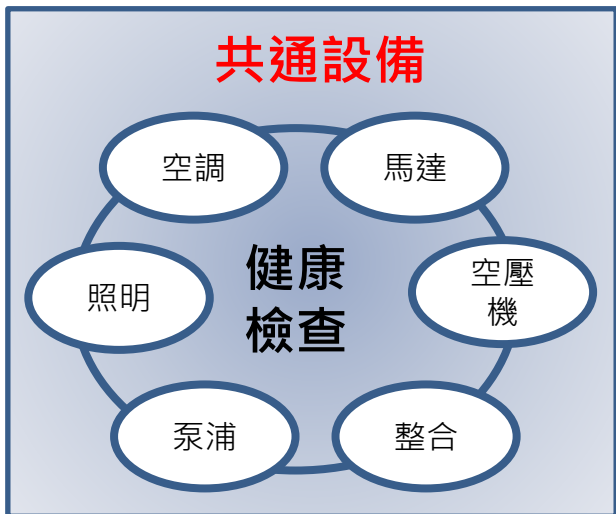 共通設備
空調
馬達
照明
健康
檢查
空壓
機
泵浦
整合